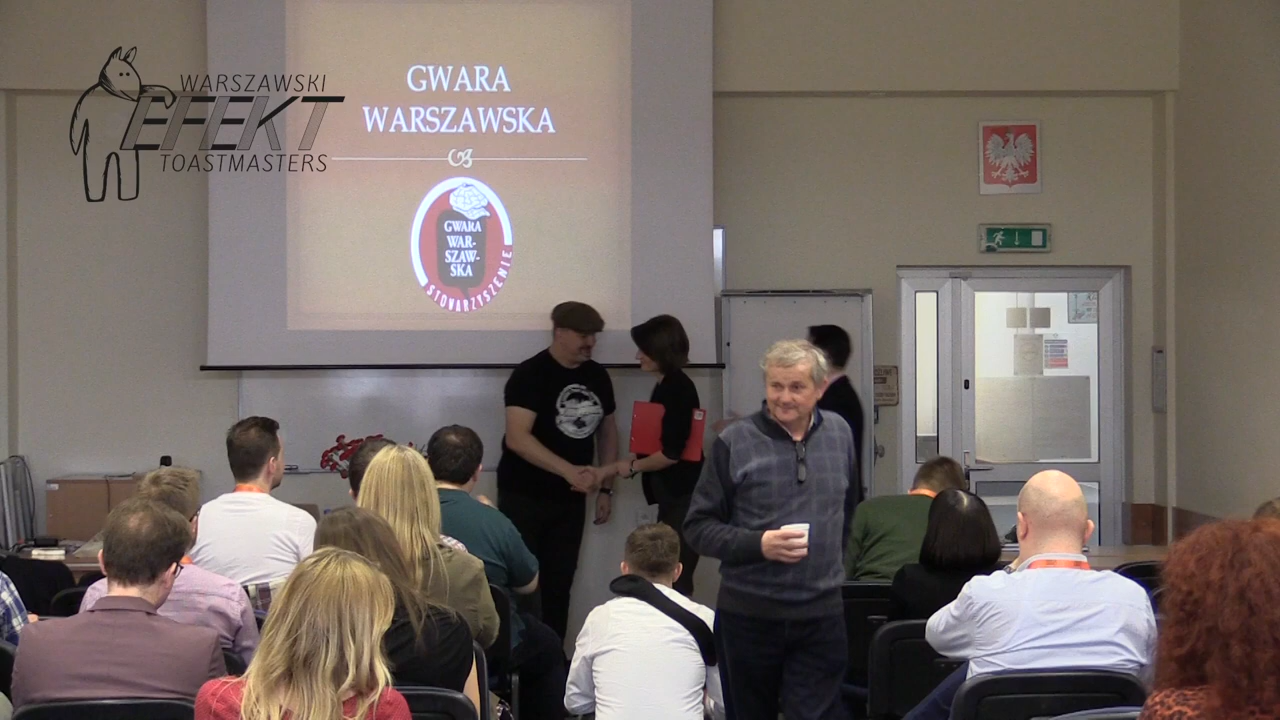 WARSZAWSKI
EFEKT
TOASTMASTERS
GWARA
WARSZAWSKA
GWARA
WAR-
SZAW-
SKA
STOWARZYSZENIE